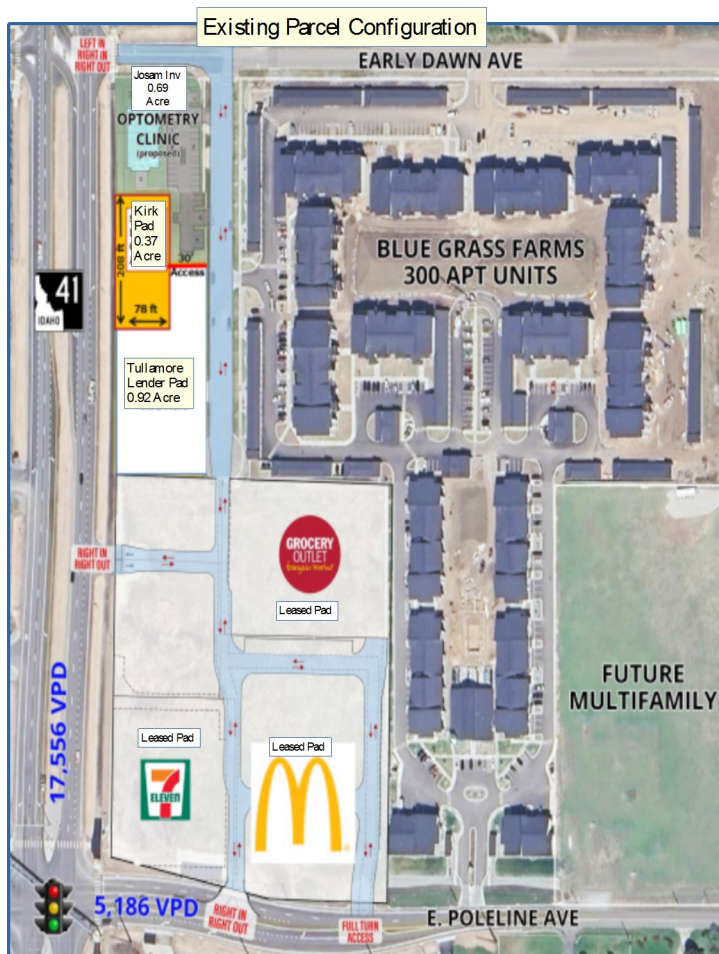 Existing Parcel Configuration
LEFT IN
RIGHT IN
RIGHT OUT
EARLY DAWN AVE
Josam Inv
0.69
Acre
OPTOMETRY
CLINIC
(proposed)
Kirk
Pad
0.37
Acre
208 ft
30'
Access
78 ft
BLUE GRASS FARMS
300 APT UNITS
41
IDAHO
Tullamore
Lender Pad
0.92 Acre
GROCERY
OUTLET
bargain market
Leased Pad
RIGHT IN
RIGHT OUT
FUTURE
MULTIFAMILY
17,556 VPD
Leased Pad
7
ELEVEN
Leased Pad
M
5,186 VPD
RIGHT IN
RIGHT OUT
FULL TURN
ACCESS
E. POLELINE AVE